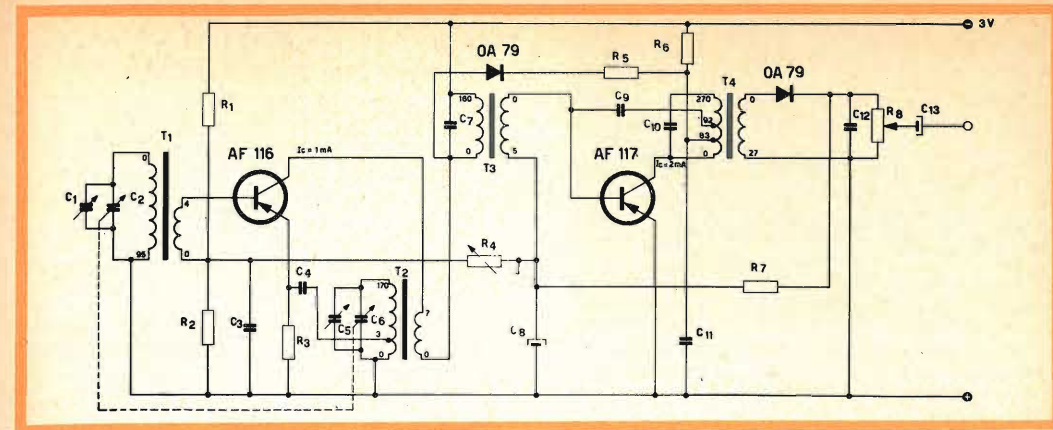 ⊖ 3V
OA 79
R5
R6
T4
OA 79
R1
160
0
C7
C9
C10
270
92
83
0
0
27
C12
R8
C13
T1
AF 116
Ic = 1mA
0
5
T3
AF 117
Ic = 2mA
C1
C2
0
95
4
0
R4
C4
T2
R7
170
3
0
7
0
C5
C6
R2
C3
R3
C8
C11
⊕